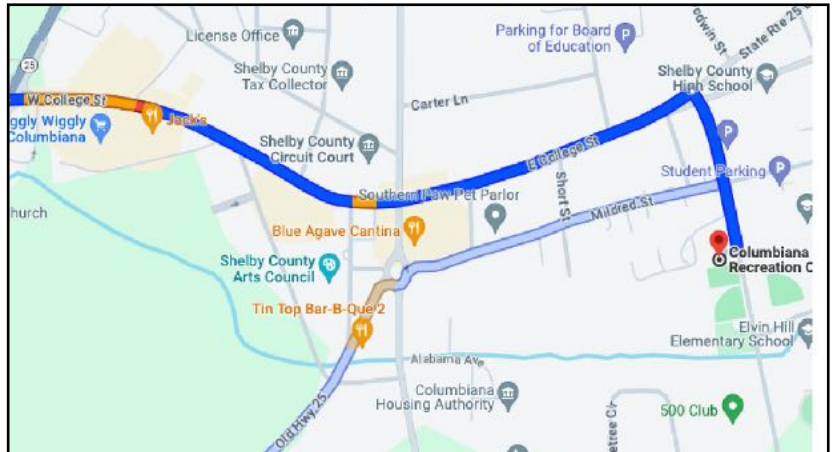 License Office
Parking for Board
of Education
State Rte 25
25
Shelby County
Tax Collector
Shelby County
High School
W College St
Carter Ln
Jack's
ggly Wiggly
Columbiana
Shelby County
Circuit Court
E College St
Student Parking
Southern Paw Pet Parlor
Short St
Mildred St
hurch
Blue Agave Cantina
Columbiana
Recreation C
Shelby County
Arts Council
Tin Top Bar-B-Que 2
Elvin Hill
Elementary School
Alabama Ave
Columbiana
Housing Authority
500 Club
Old Hwy 25